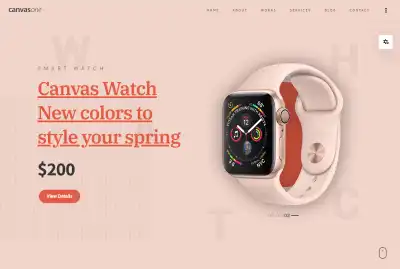 canvasone
HOME ABOUT WORKS SERVICES BLOG CONTACT
SMART WATCH
Canvas Watch
New colors to
style your spring
$200
View Details
W
A
T
C
H